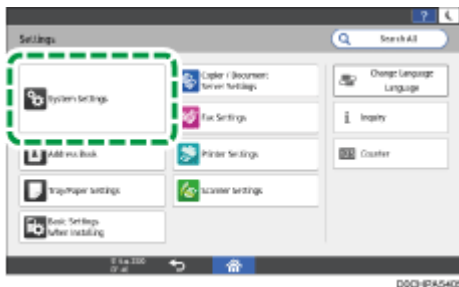 ?
Settings
Search All
System Settings
Copier / Document
Server Settings
Change Language
Language
Fax Settings
i Inquiry
Address Book
Printer Settings
Counter
Tray/Paper Settings
Scanner Settings
Basic Settings
When Installing